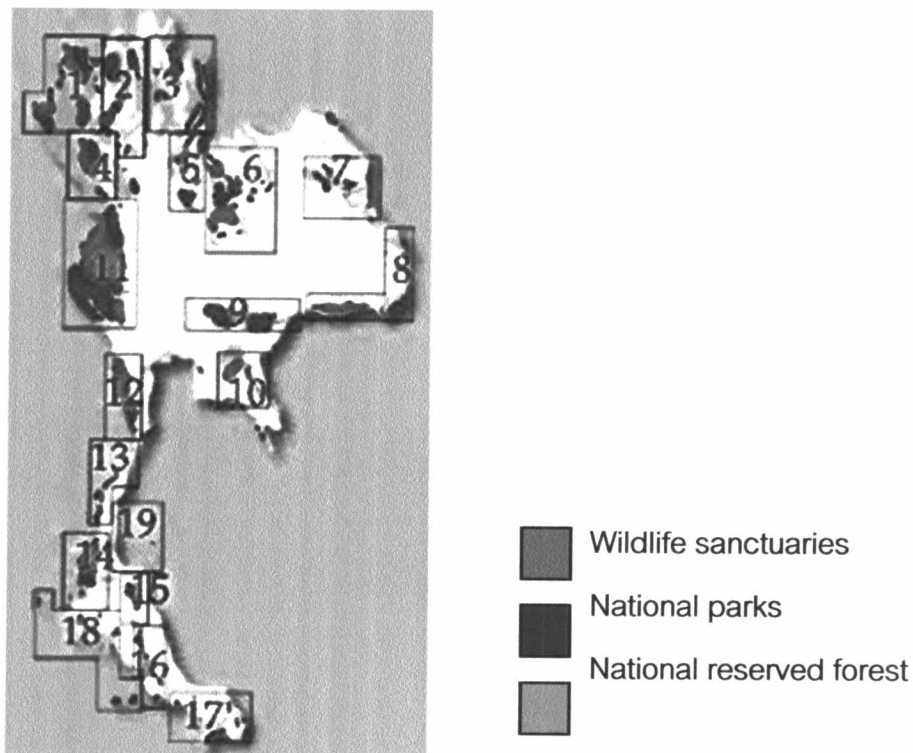 1 2 3
4 5 6 7
11 8
9
12 10
13
19
14
15
18 16
17
Wildlife sanctuaries
National parks
National reserved forest